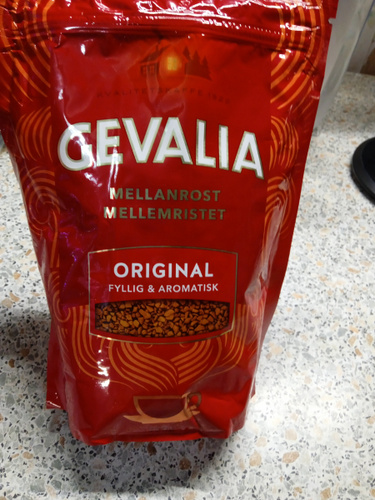 GEVALIA
MELLANROST
MELLEMRISTET
ORIGINAL
FYLLIG & AROMATISK